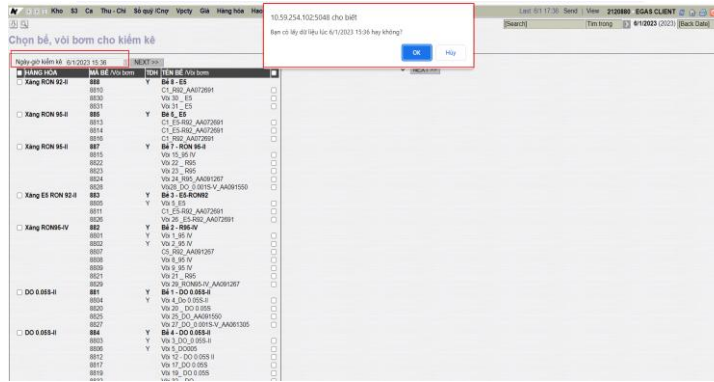 Kho S3 Ca Thu - Chi Sổ quỹ /Cnợ Vpcty Giá Hàng hóa
Last: 6/1 17:36 Send | View 2120880 EGAS CLIENT
[Search] Tìm trong 6/1/2023 (2023) [Back Date]
10.59.254.102:5048 cho biết
Bạn có lấy dữ liệu lúc 6/1/2023 15:36 hay không?
OK Hủy
Chọn bể, vòi bơm cho kiểm kê
Ngày-giờ kiểm kê 6/1/2023 15:36 NEXT >>
NEXT >>
HÀNG HÓA MÃ BỂ /Vòi bơm TDH TÊN BỂ /Vòi bơm
Xăng RON 92-II 888 Y Bể 8 - E5
8810 C1_R92_AA072691
8830 Vòi 30 _ E5
8831 Vòi 31 _ E5
Xăng RON 95-II 885 Y Bể 5_ E5
8813 C1_E5-R92_AA072691
8814 C1_E5-R92_AA072691
8816 C1_R92_AA072691
Xăng RON 95-II 887 Y Bể 7 - RON 95-II
8815 Vòi 15_95 IV
8822 Vòi 22 _ R95
8823 Vòi 23 _ R95
8824 Vòi 24_R95_AA091267
8828 Vòi28_DO_0.001S-V_AA091550
Xăng E5 RON 92-II 883 Y Bể 3 - E5-RON92
8805 Y Vòi 5_E5
8811 C1_E5-R92_AA072691
8826 Vòi 26 _E5-R92_AA072691
Xăng RON95-IV 882 Y Bể 2 - R95-IV
8801 Y Vòi 1_95 IV
8802 Y Vòi 2_95 IV
8807 C5_R92_AA091267
8808 Vòi 8_95 IV
8809 Vòi 9_95 IV
8821 Vòi 21 _ R95
8829 Vòi 29_RON95-IV_AA091267
DO 0.05S-II 881 Y Bể 1 - DO 0.05S-II
8804 Y Vòi 4_Do 0.05S-II
8820 Vòi 20 _ DO 0.05S
8825 Vòi 25_DO_AA091550
8827 Vòi 27_DO_0.001S-V_AA061305
DO 0.05S-II 884 Y Bể 4 - DO 0.05S-II
8803 Y Vòi 3_DO_0.05S-II
8806 Y Vòi 5_DO005
8812 Vòi 12 - DO 0.05S II
8817 Vòi 17_DO 0.05S
8819 Vòi 19_ DO 0.05S